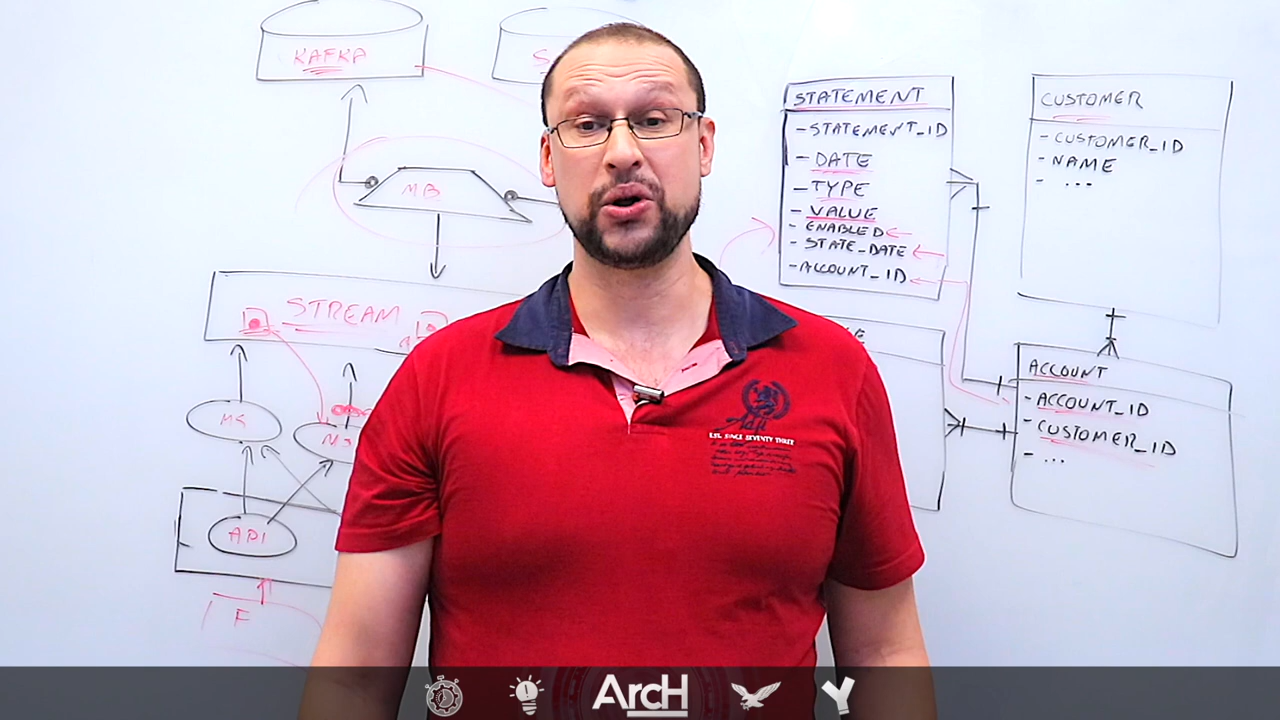 KAFKA
S
MB
STREAM
MS
MS
API
F
STATEMENT
- STATEMENT_ID
- DATE
- TYPE
- VALUE
- ENABLED
- STATE_DATE
- ACCOUNT_ID
CUSTOMER
- CUSTOMER_ID
- NAME
- ...
ACCOUNT
- ACCOUNT_ID
- CUSTOMER_ID
- ...
EST. SINCE SEVENTY THREE
ArcH